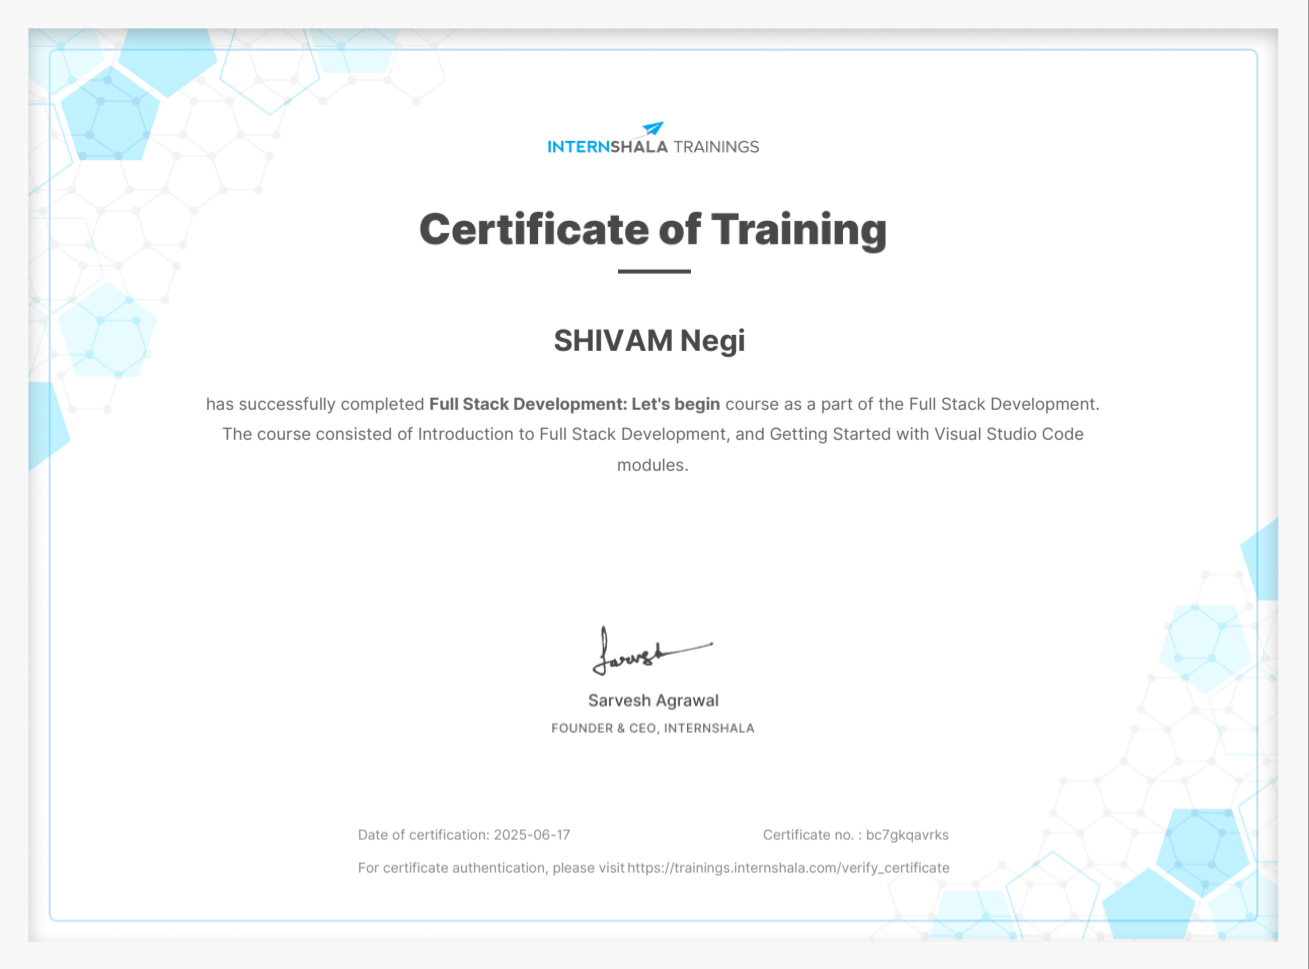 INTERNSHALA TRAININGS
Certificate of Training
SHIVAM Negi
has successfully completed Full Stack Development: Let's begin course as a part of the Full Stack Development.
The course consisted of Introduction to Full Stack Development, and Getting Started with Visual Studio Code
modules.
Sarvesh Agrawal
FOUNDER & CEO, INTERNSHALA
Date of certification: 2025-06-17 Certificate no. : bc7gkqavrks
For certificate authentication, please visit https://trainings.internshala.com/verify_certificate